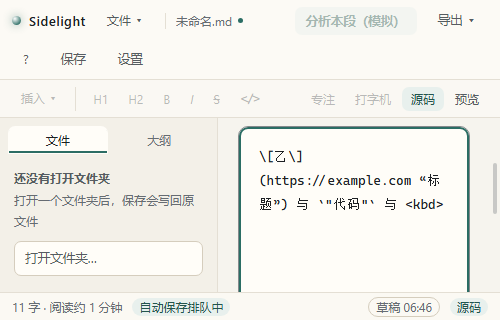 Sidelight 文件 未命名.md 分析本段（模拟） 导出
? 保存 设置
插入 H1 H2 B I S </> 专注 打字机 源码 预览
文件 大纲
还没有打开文件夹
打开一个文件夹后，保存会写回原
文件
打开文件夹...
\[乙\]
(https://example.com “标
题”) 与 `"代码"` 与 <kbd>
11 字 · 阅读约 1 分钟 自动保存排队中 草稿 06:46 源码